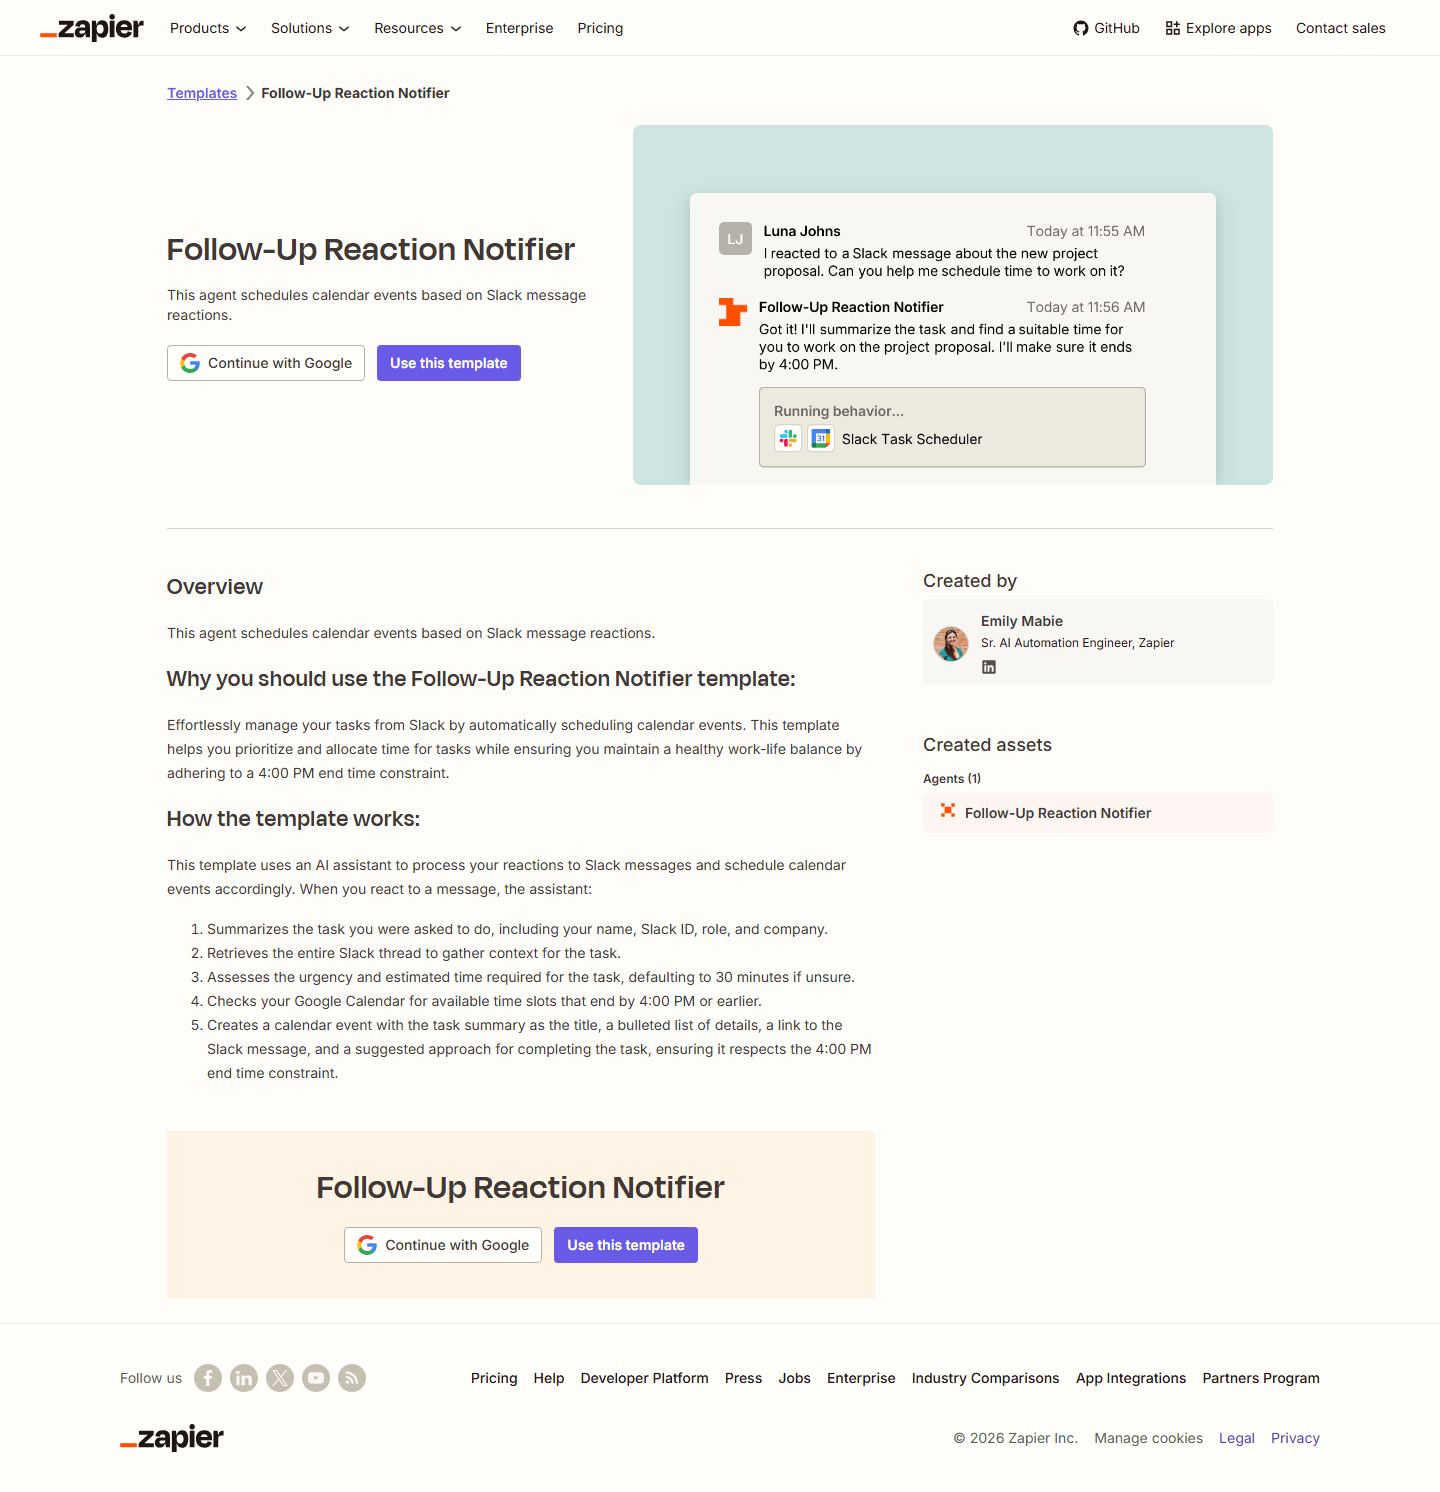 zapier
Products
Solutions
Resources
Enterprise
Pricing
GitHub
Explore apps
Contact sales
Templates
Follow-Up Reaction Notifier
Follow-Up Reaction Notifier
This agent schedules calendar events based on Slack message
reactions.
Continue with Google
Use this template
LJ
Luna Johns
Today at 11:55 AM
I reacted to a Slack message about the new project
proposal. Can you help me schedule time to work on it?
Follow-Up Reaction Notifier
Today at 11:56 AM
Got it! I'll summarize the task and find a suitable time for
you to work on the project proposal. I'll make sure it ends
by 4:00 PM.
Running behavior...
31
Slack Task Scheduler
Overview
This agent schedules calendar events based on Slack message reactions.
Why you should use the Follow-Up Reaction Notifier template:
Effortlessly manage your tasks from Slack by automatically scheduling calendar events. This template
helps you prioritize and allocate time for tasks while ensuring you maintain a healthy work-life balance by
adhering to a 4:00 PM end time constraint.
How the template works:
This template uses an AI assistant to process your reactions to Slack messages and schedule calendar
events accordingly. When you react to a message, the assistant:
1. Summarizes the task you were asked to do, including your name, Slack ID, role, and company.
2. Retrieves the entire Slack thread to gather context for the task.
3. Assesses the urgency and estimated time required for the task, defaulting to 30 minutes if unsure.
4. Checks your Google Calendar for available time slots that end by 4:00 PM or earlier.
5. Creates a calendar event with the task summary as the title, a bulleted list of details, a link to the
Slack message, and a suggested approach for completing the task, ensuring it respects the 4:00 PM
end time constraint.
Created by
Emily Mabie
Sr. AI Automation Engineer, Zapier
in
Created assets
Agents (1)
Follow-Up Reaction Notifier
Follow-Up Reaction Notifier
Continue with Google
Use this template
Follow us
Pricing
Help
Developer Platform
Press
Jobs
Enterprise
Industry Comparisons
App Integrations
Partners Program
zapier
© 2026 Zapier Inc.
Manage cookies
Legal
Privacy